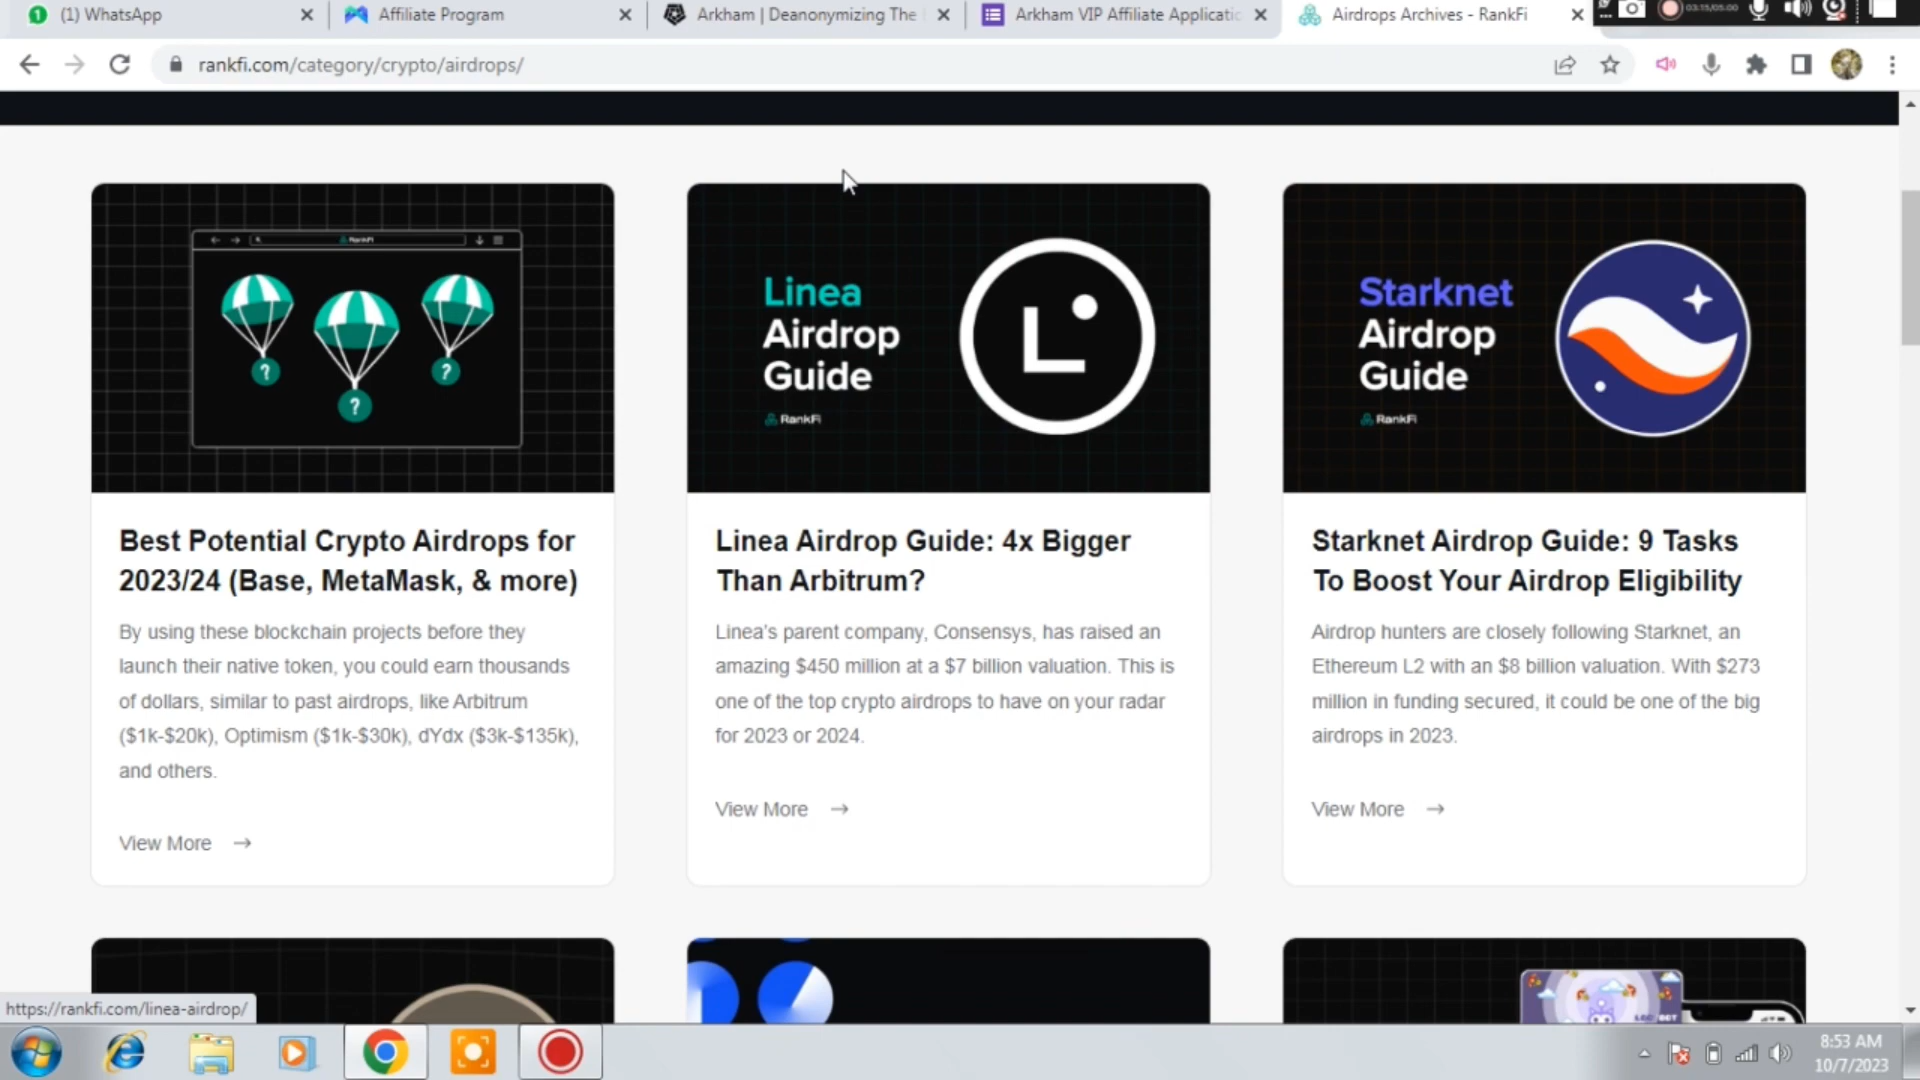 (1) WhatsApp
Affiliate Program
Arkham | Deanonymizing The
Arkham VIP Affiliate Applicatic
Airdrops Archives - RankFi
03:15/05:00
rankfi.com/category/crypto/airdrops/
RankFi
? ? ?
Linea
Airdrop
Guide
RankFi
Starknet
Airdrop
Guide
RankFi
Best Potential Crypto Airdrops for
2023/24 (Base, MetaMask, & more)
By using these blockchain projects before they
launch their native token, you could earn thousands
of dollars, similar to past airdrops, like Arbitrum
($1k-$20k), Optimism ($1k-$30k), dYdx ($3k-$135k),
and others.
View More →
Linea Airdrop Guide: 4x Bigger
Than Arbitrum?
Linea's parent company, Consensys, has raised an
amazing $450 million at a $7 billion valuation. This is
one of the top crypto airdrops to have on your radar
for 2023 or 2024.
View More →
Starknet Airdrop Guide: 9 Tasks
To Boost Your Airdrop Eligibility
Airdrop hunters are closely following Starknet, an
Ethereum L2 with an $8 billion valuation. With $273
million in funding secured, it could be one of the big
airdrops in 2023.
View More →
https://rankfi.com/linea-airdrop/
8:53 AM
10/7/2023